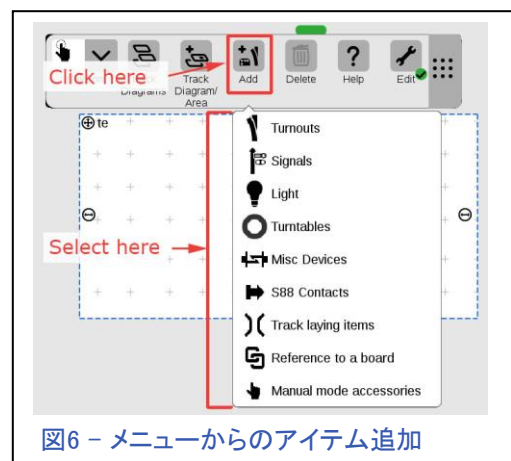 Click here
Diagrams
Track
Diagram/
Area
Add
Delete
Help
Edit
te
Select here
Turnouts
Signals
Light
Turntables
Misc Devices
S88 Contacts
Track laying items
Reference to a board
Manual mode accessories
図6 – メニューからのアイテム追加